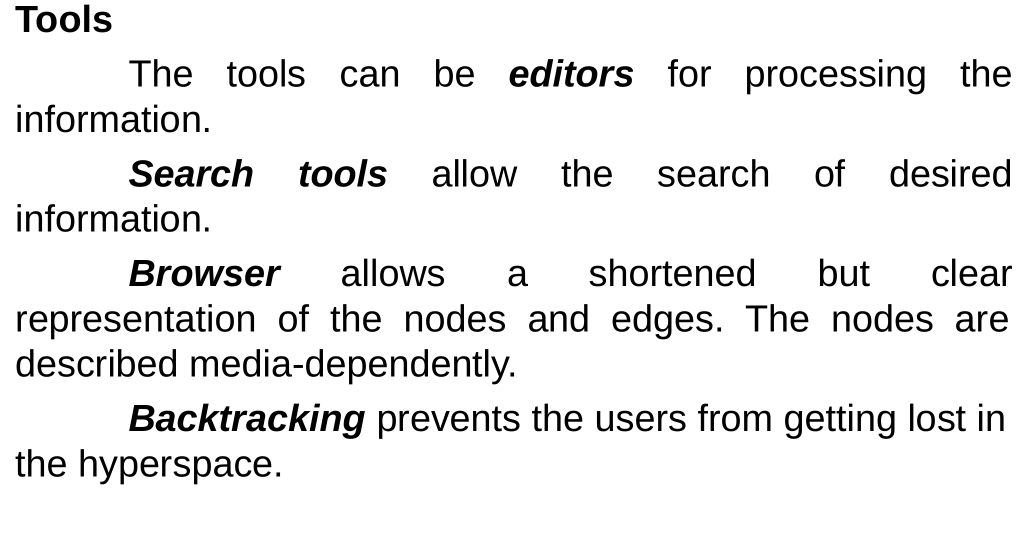 Tools
The tools can be editors for processing the
information.
Search tools allow the search of desired
information.
Browser allows a shortened but clear
representation of the nodes and edges. The nodes are
described media-dependently.
Backtracking prevents the users from getting lost in
the hyperspace.